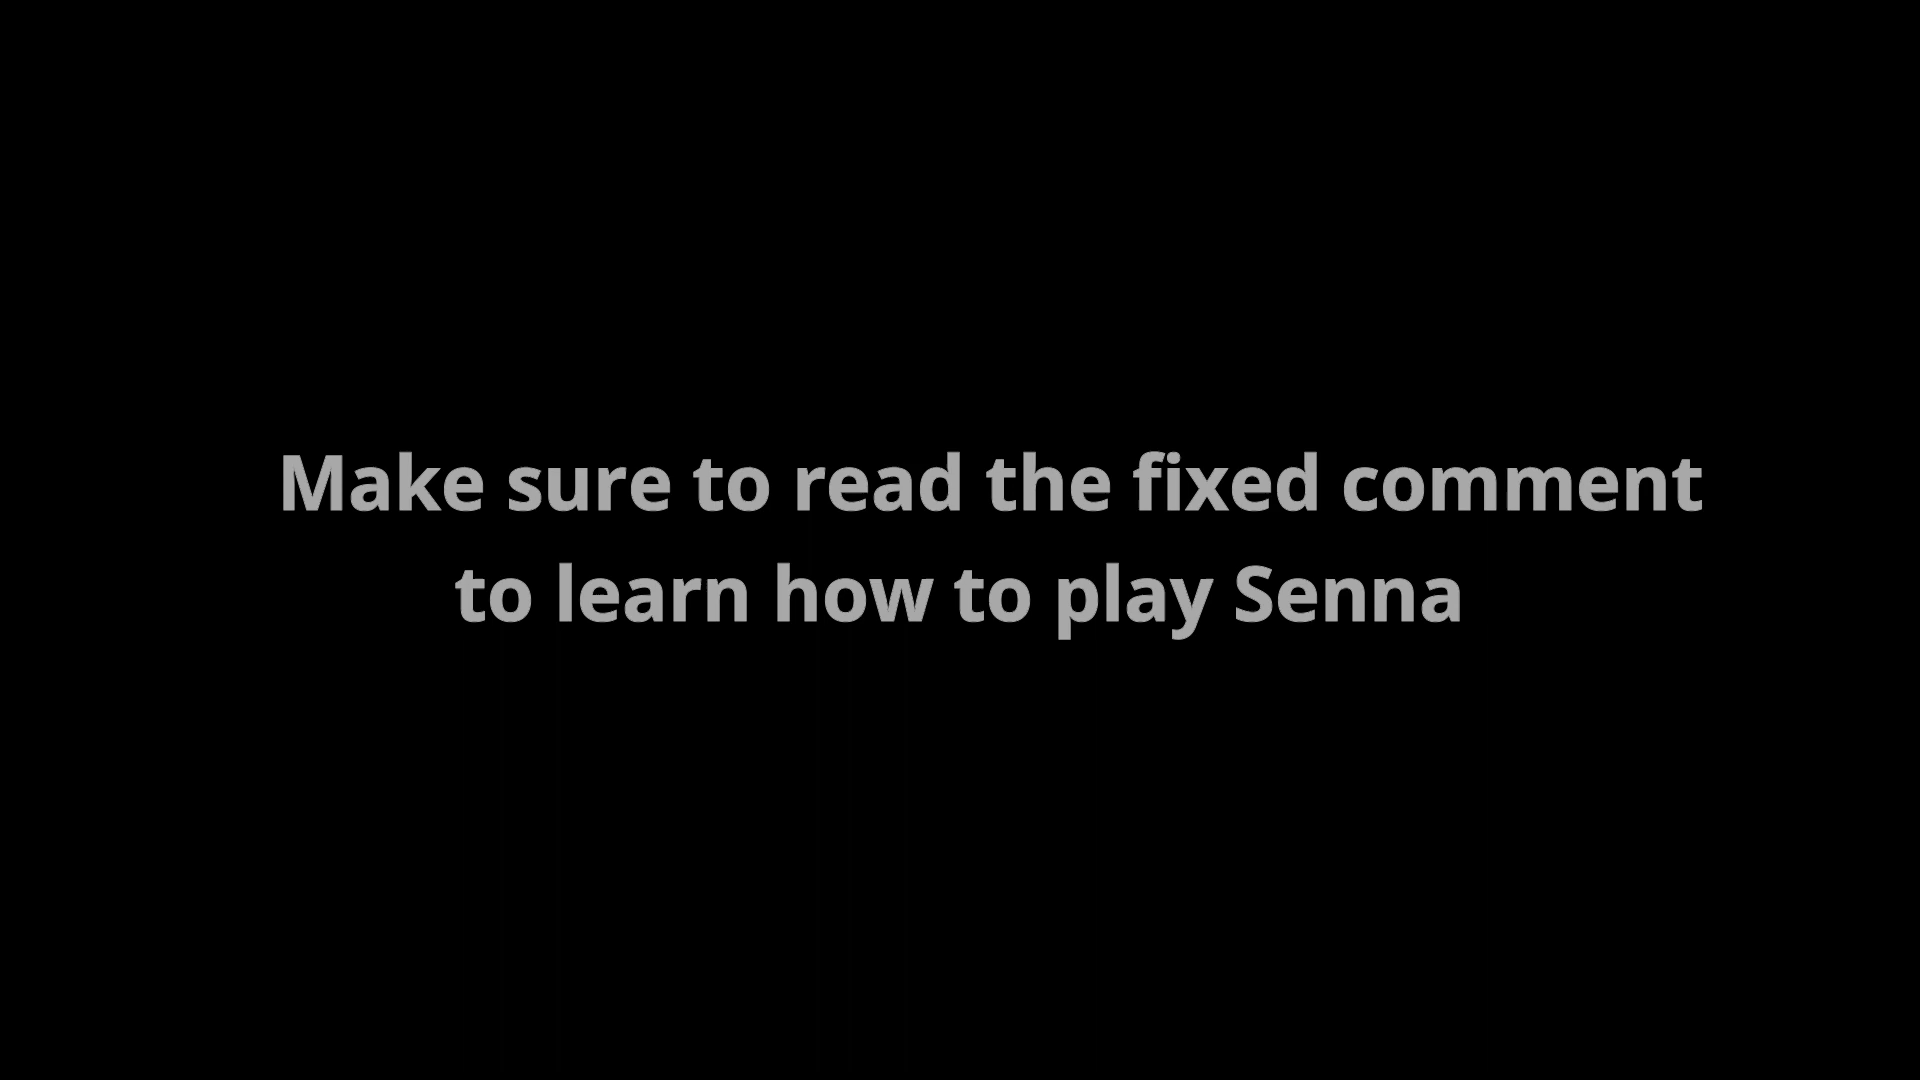 Make sure to read the fixed comment
to learn how to play Senna